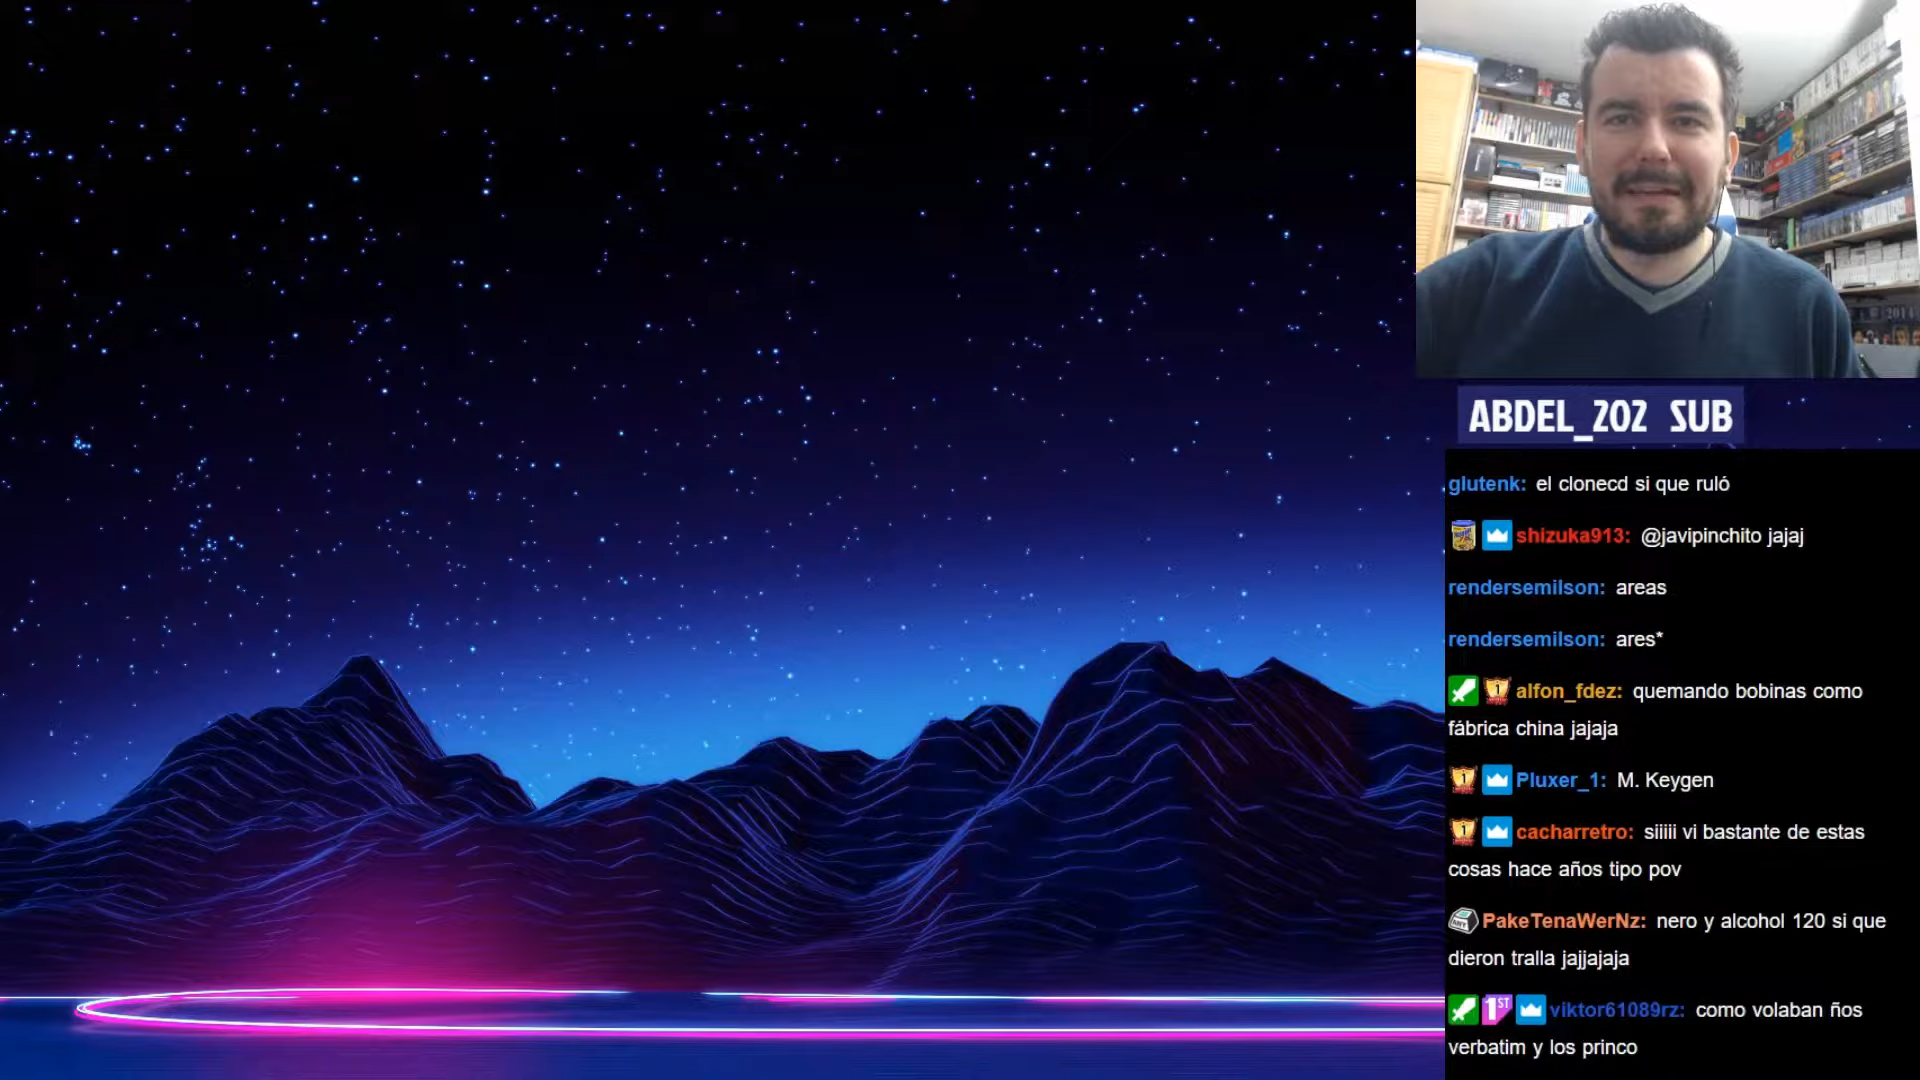 ABDEL_202 SUB
glutenk: el clonecd si que ruló
shizuka913: @javipinchito jajaj
rendersemilson: areas
rendersemilson: ares*
alfon_fdez: quemando bobinas como
fábrica china jajaja
Pluxer_1: M. Keygen
cacharretro: siiiii vi bastante de estas
cosas hace años tipo pov
PakeTenaWerNz: nero y alcohol 120 si que
dieron tralla jajjajaja
viktor61089rz: como volaban ños
verbatim y los princo